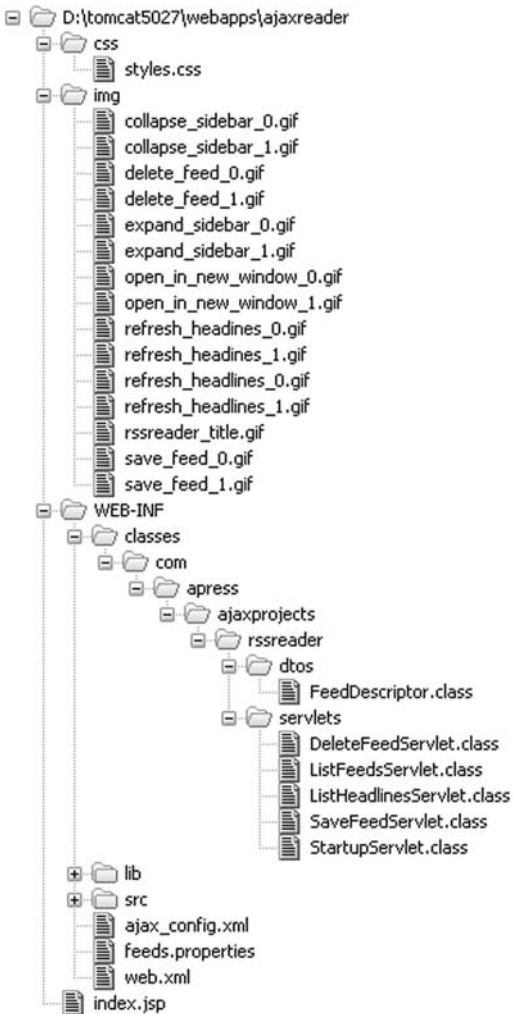 D:\tomcat5027\webapps\ajaxreader
css
styles.css
img
collapse_sidebar_0.gif
collapse_sidebar_1.gif
delete_feed_0.gif
delete_feed_1.gif
expand_sidebar_0.gif
expand_sidebar_1.gif
open_in_new_window_0.gif
open_in_new_window_1.gif
refresh_headines_0.gif
refresh_headines_1.gif
refresh_headlines_0.gif
refresh_headlines_1.gif
rssreader_title.gif
save_feed_0.gif
save_feed_1.gif
WEB-INF
classes
com
apress
ajaxprojects
rssreader
dtos
FeedDescriptor.class
servlets
DeleteFeedServlet.class
ListFeedsServlet.class
ListHeadlinesServlet.class
SaveFeedServlet.class
StartupServlet.class
lib
src
ajax_config.xml
feeds.properties
web.xml
index.jsp